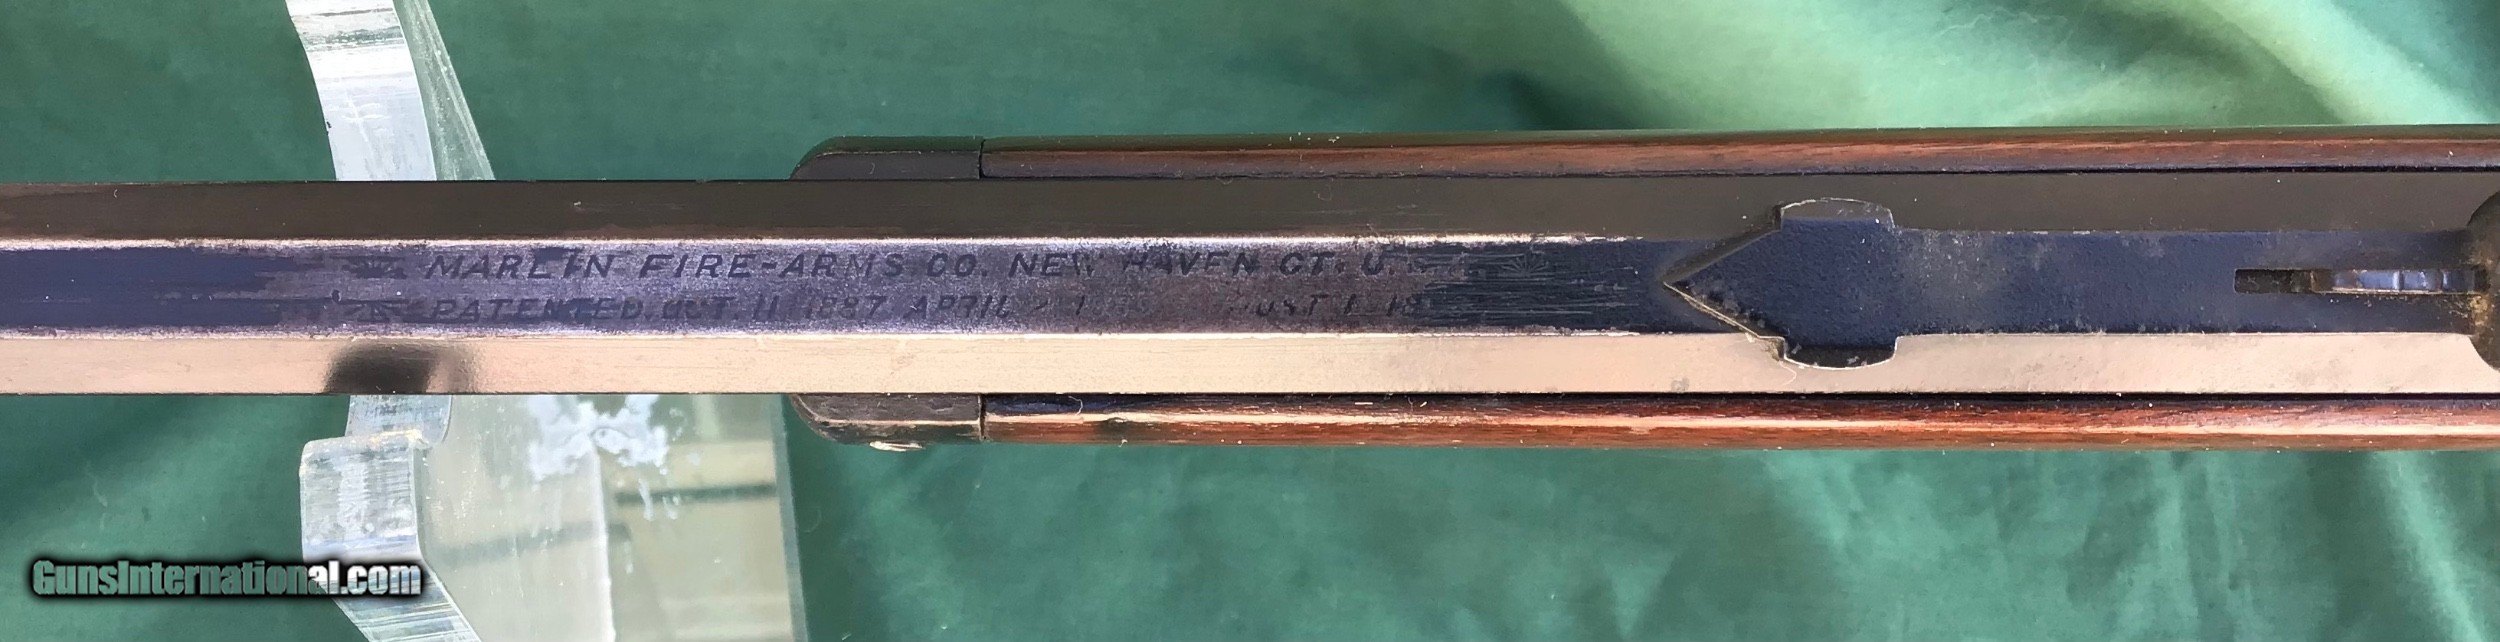 MARLIN FIRE-ARMS CO. NEW HAVEN CT. U.
PATENTED. OCT. 11 1887 APRIL
GunsInternational.com